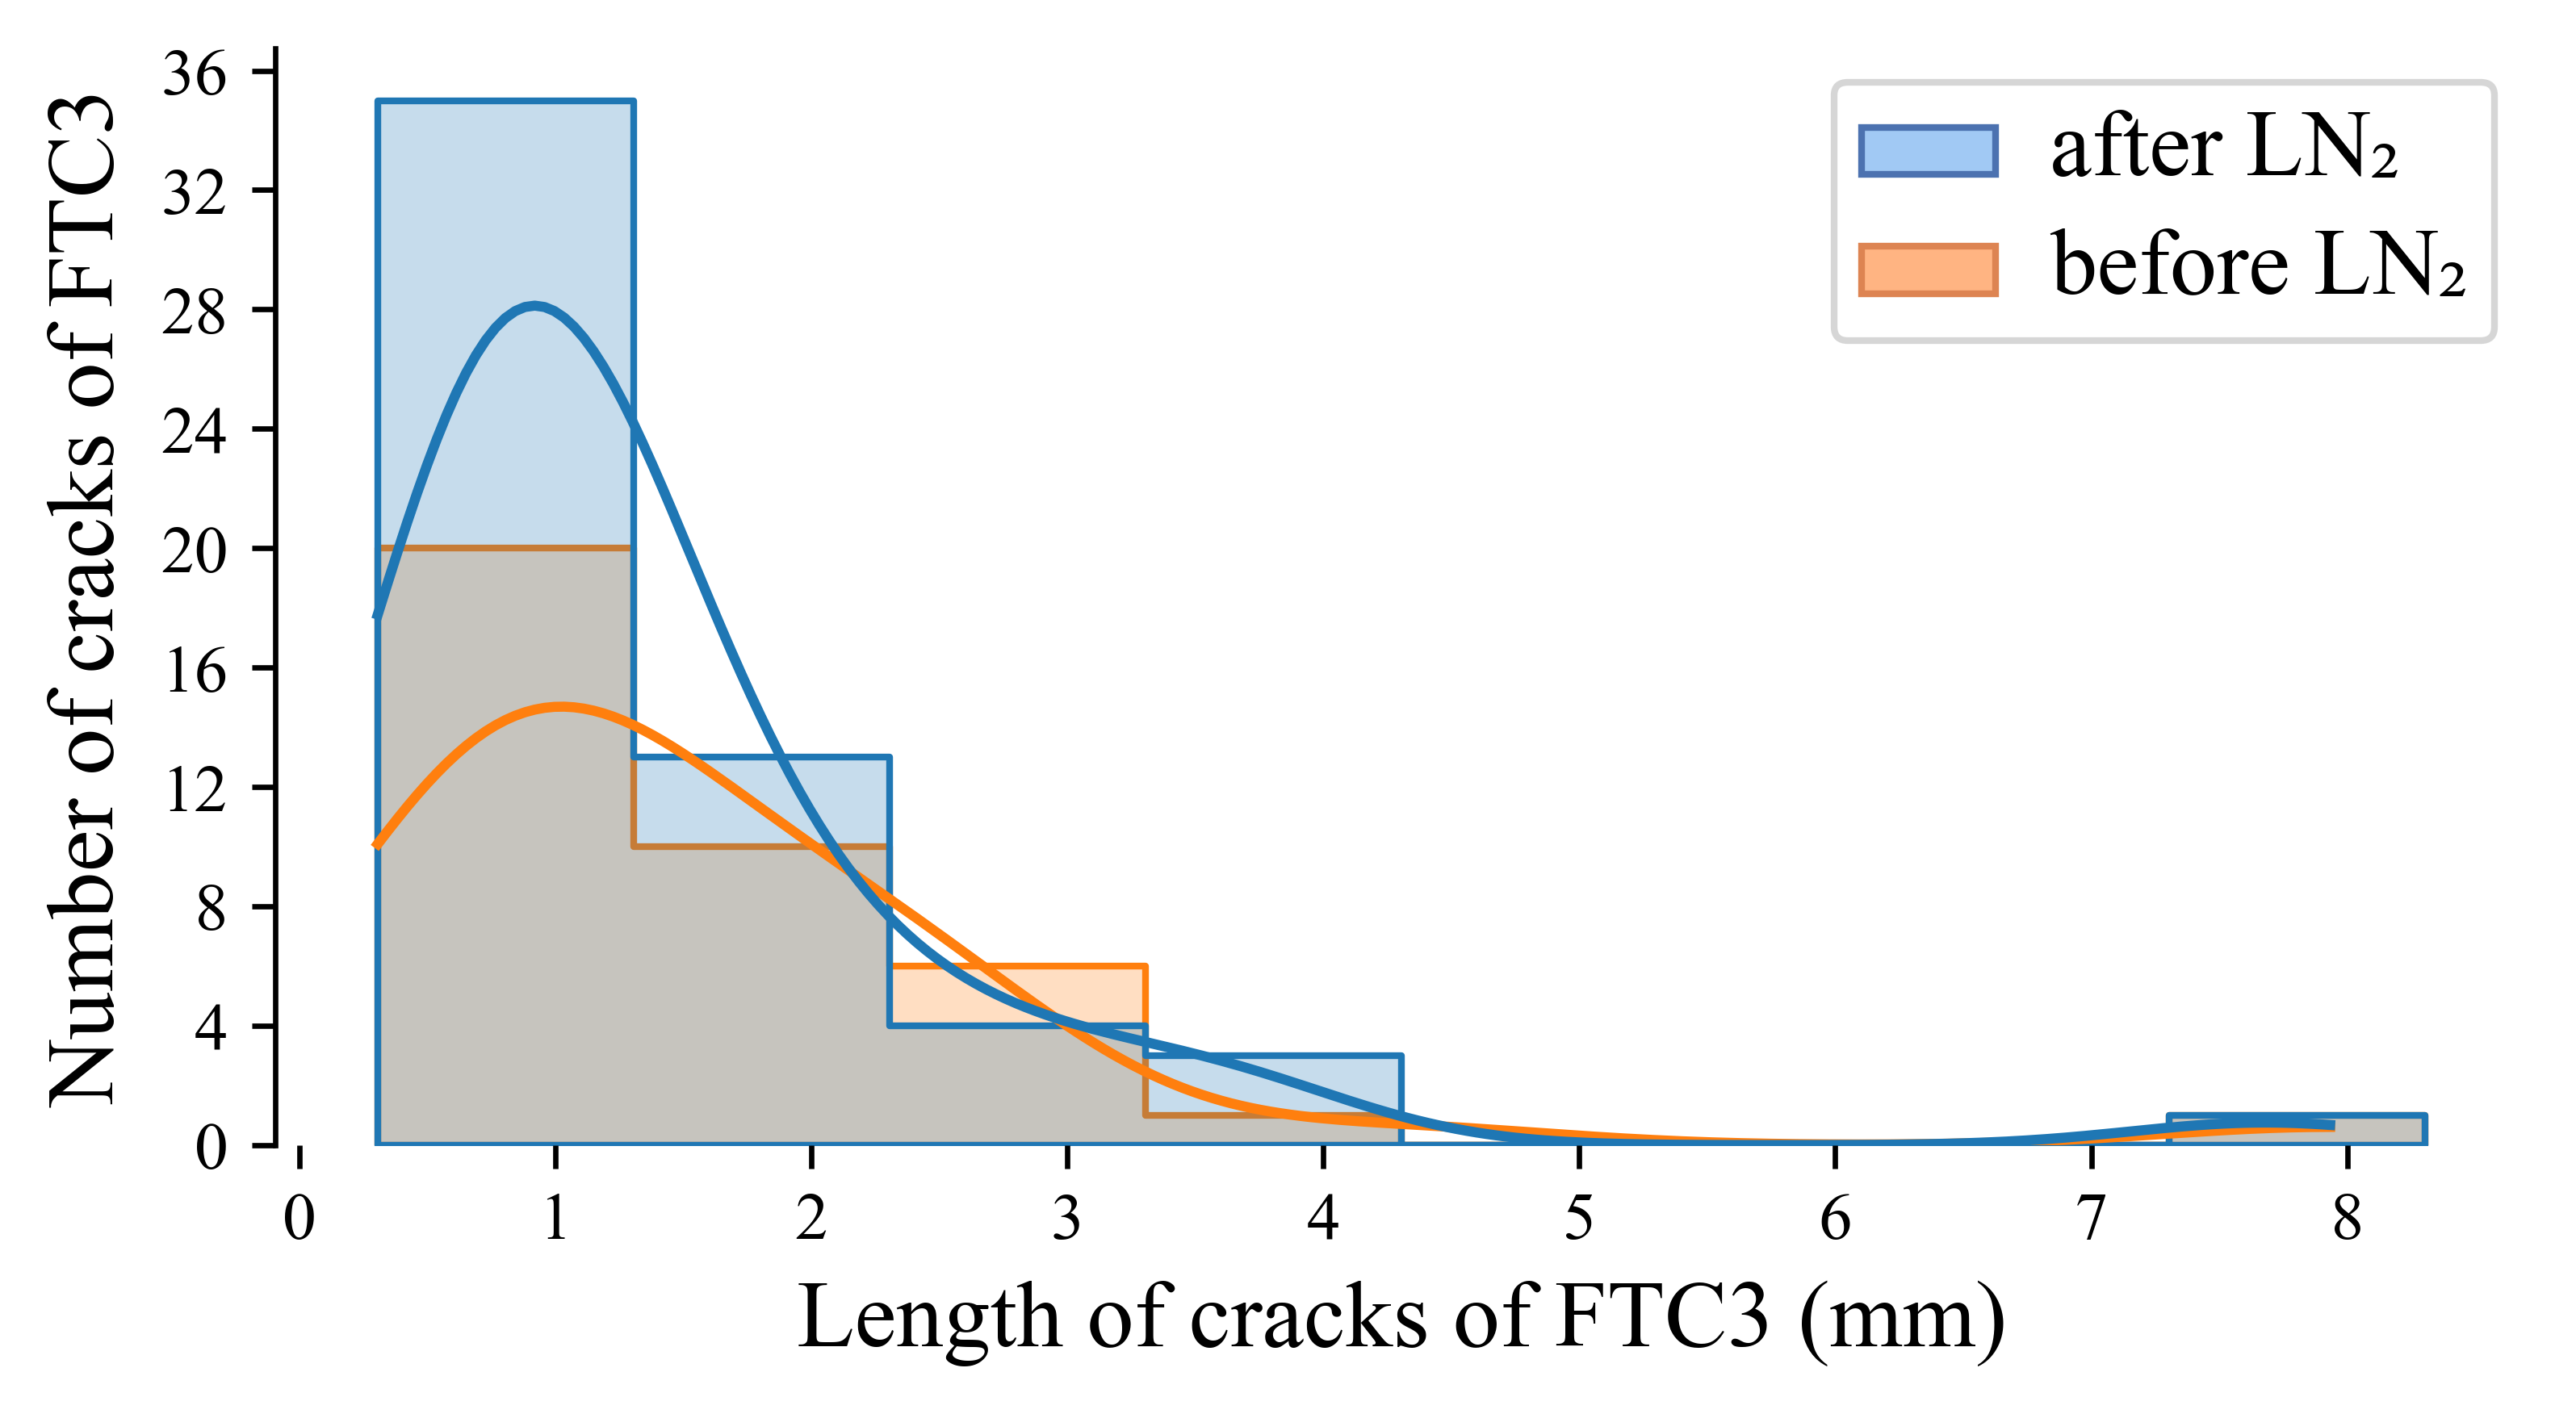 Number of cracks of FTC3
36
32
28
24
20
16
12
8
4
0
after LN₂
before LN₂
0 1 2 3 4 5 6 7 8
Length of cracks of FTC3 (mm)